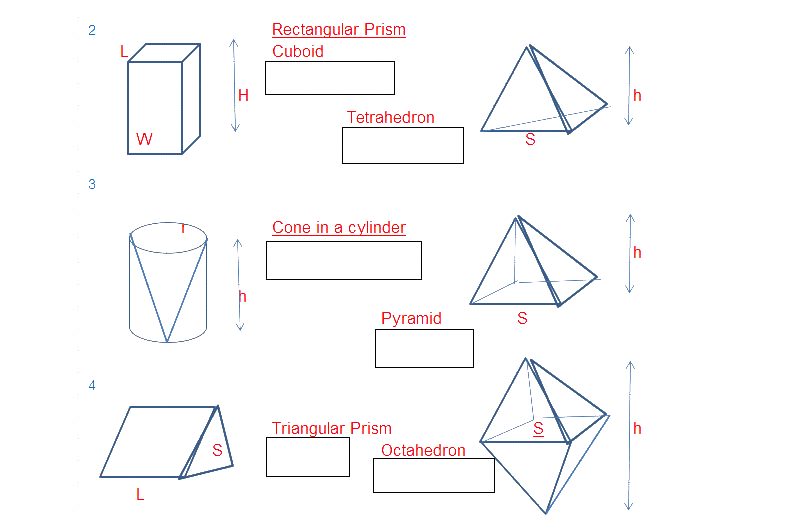 2
Rectangular Prism
L
Cuboid
H
h
Tetrahedron
W
S
3
r
Cone in a cylinder
h
h
Pyramid
S
4
Triangular Prism
S
h
S
Octahedron
L